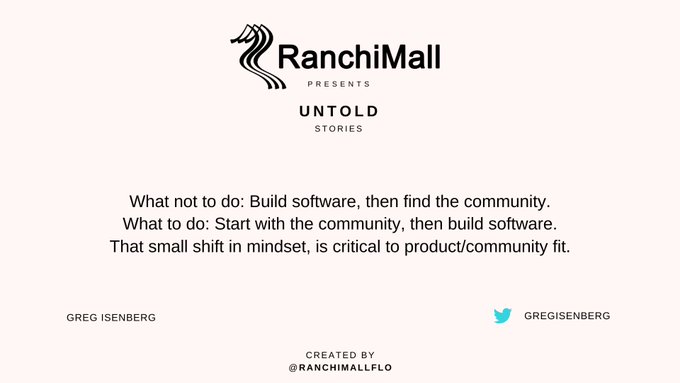 RanchiMall
PRESENTS
UNTOLD
STORIES
What not to do: Build software, then find the community.
What to do: Start with the community, then build software.
That small shift in mindset, is critical to product/community fit.
GREG ISENBERG
GREGISENBERG
CREATED BY
@RANCHIMALLFLO